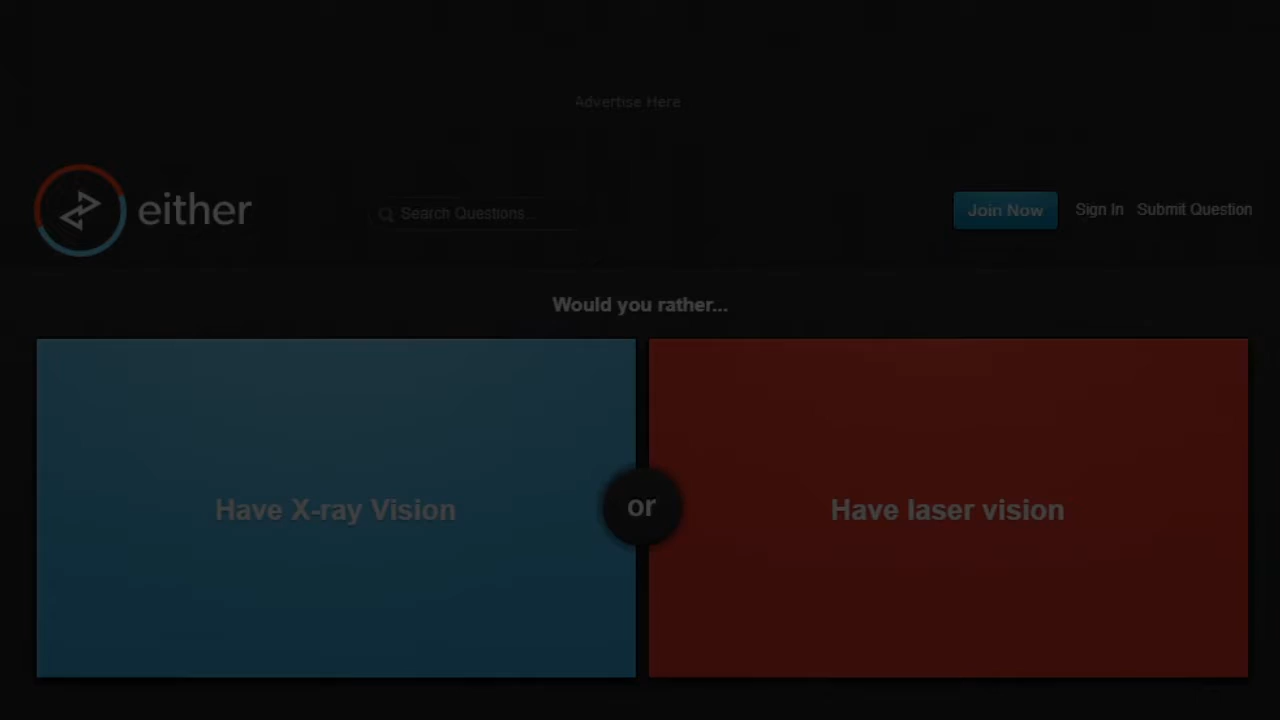 Advertise Here
either
Search Questions...
Join Now
Sign In
Submit Question
Would you rather...
Have X-ray Vision
or
Have laser vision